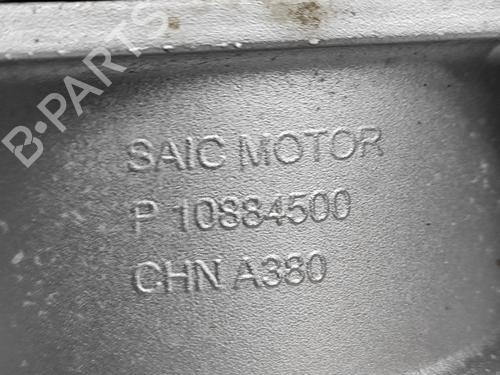 B-PARTS
SAIC MOTOR
P 10884500
CHN A380